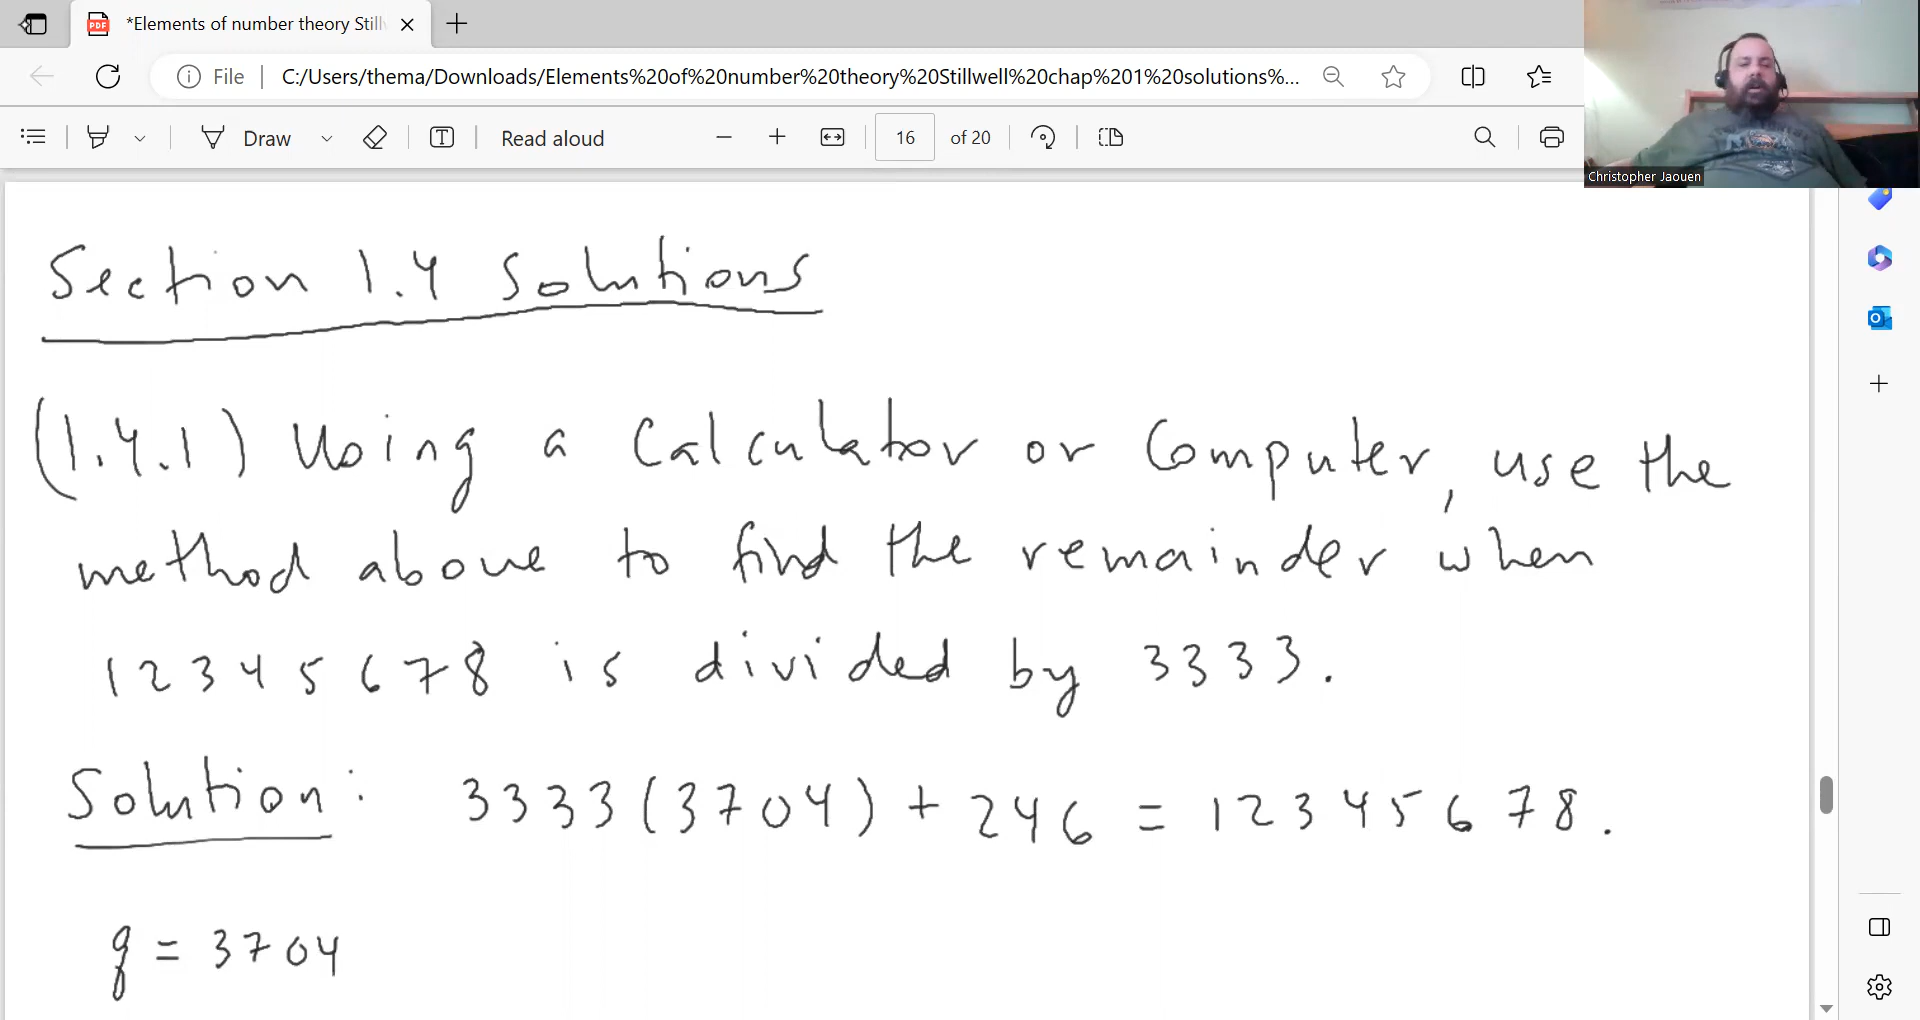 *Elements of number theory Still
File
C:/Users/thema/Downloads/Elements%20of%20number%20theory%20Stillwell%20chap%201%20solutions%...
Draw
Read aloud
16 of 20
Christopher Jaouen
Section 1.4 Solutions
(1.4.1) Using a Calculator or Computer, use the
method above to find the remainder when
12345678 is divided by 3333.
Solution: 3333(3704) + 246 = 12345678.
q = 3704